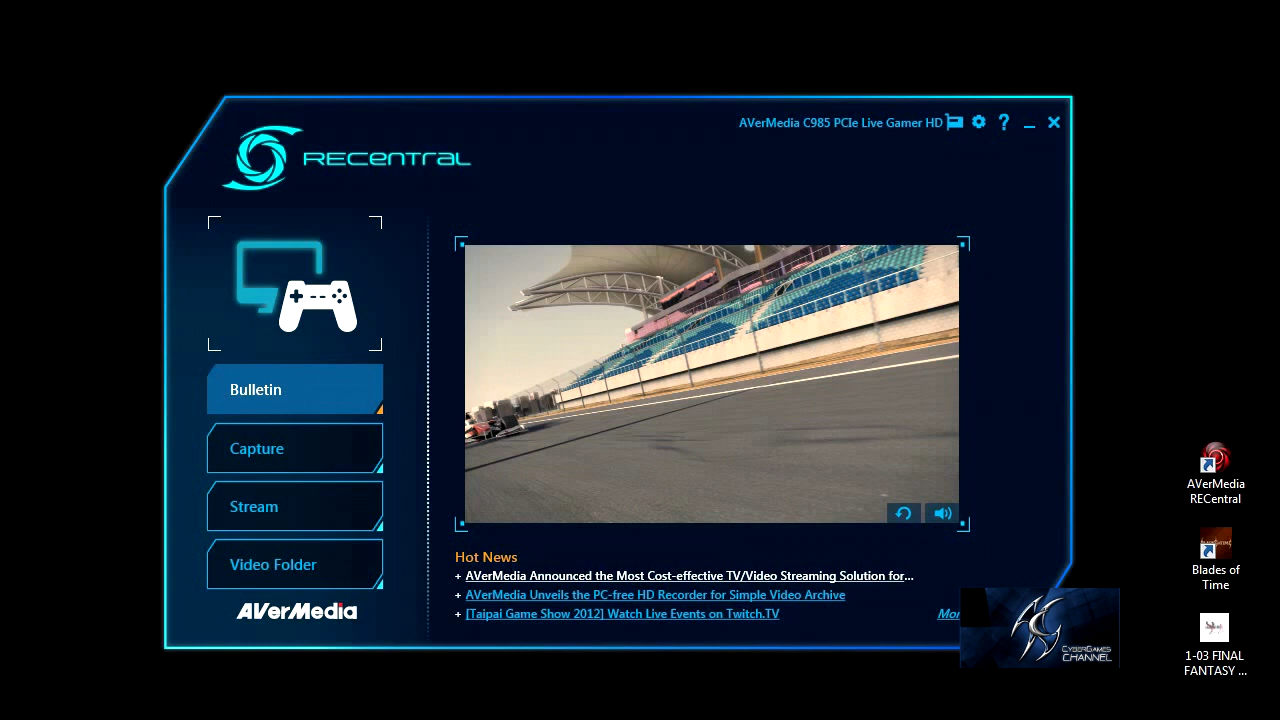 AVerMedia C985 PCIe Live Gamer HD
RECENTRAL
Bulletin
Capture
Stream
Video Folder
AVerMedia
Hot News
+ AVerMedia Announced the Most Cost-effective TV/Video Streaming Solution for...
+ AVerMedia Unveils the PC-free HD Recorder for Simple Video Archive
+ [Taipai Game Show 2012] Watch Live Events on Twitch.TV
Mor
CYBERGAMES
CHANNEL
AVerMedia
RECentral
Blades of
Time
1-03 FINAL
FANTASY ...